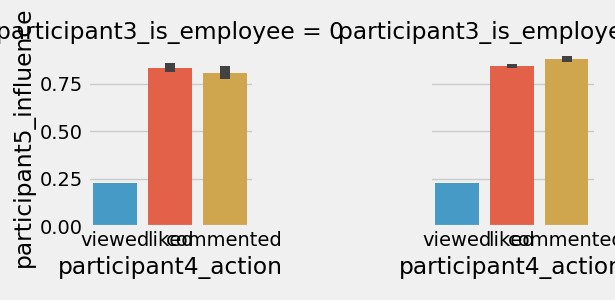 participant3_is_employee = 0
participant3_is_employe
participant5_influence
0.75
0.50
0.25
0.00
viewed liked commented
viewed liked commented
participant4_action
participant4_action